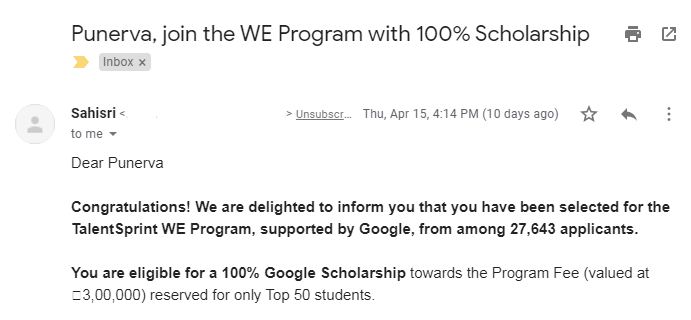 Punerva, join the WE Program with 100% Scholarship
Inbox ×
Sahisri < > Unsubscr... Thu, Apr 15, 4:14 PM (10 days ago)
to me
Dear Punerva
Congratulations! We are delighted to inform you that you have been selected for the
TalentSprint WE Program, supported by Google, from among 27,643 applicants.
You are eligible for a 100% Google Scholarship towards the Program Fee (valued at
□3,00,000) reserved for only Top 50 students.